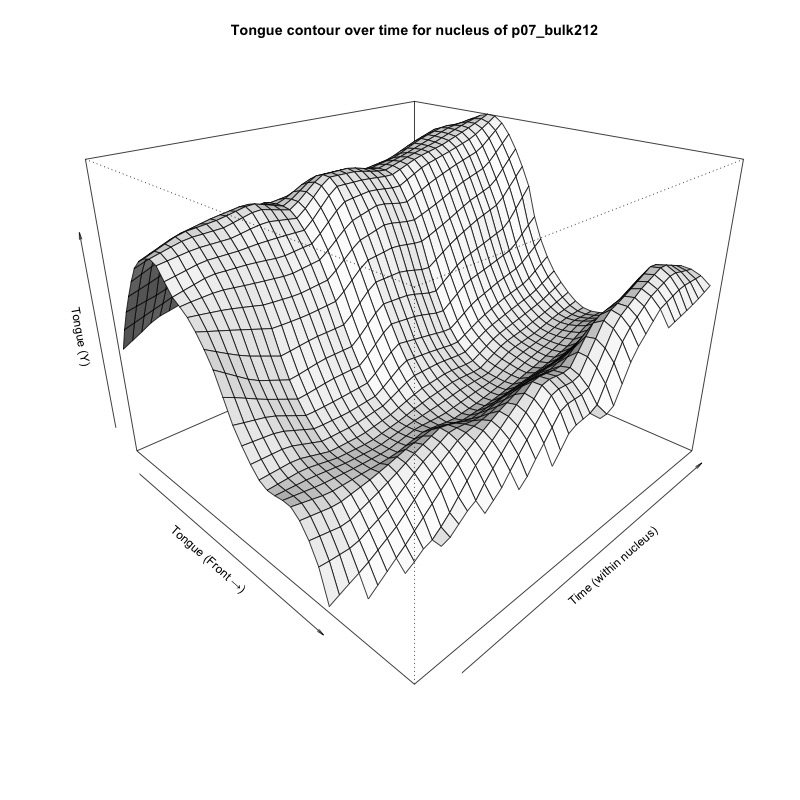 Tongue contour over time for nucleus of p07_bulk212
Tongue (Y)
Tongue (Front →)
Time (within nucleus)